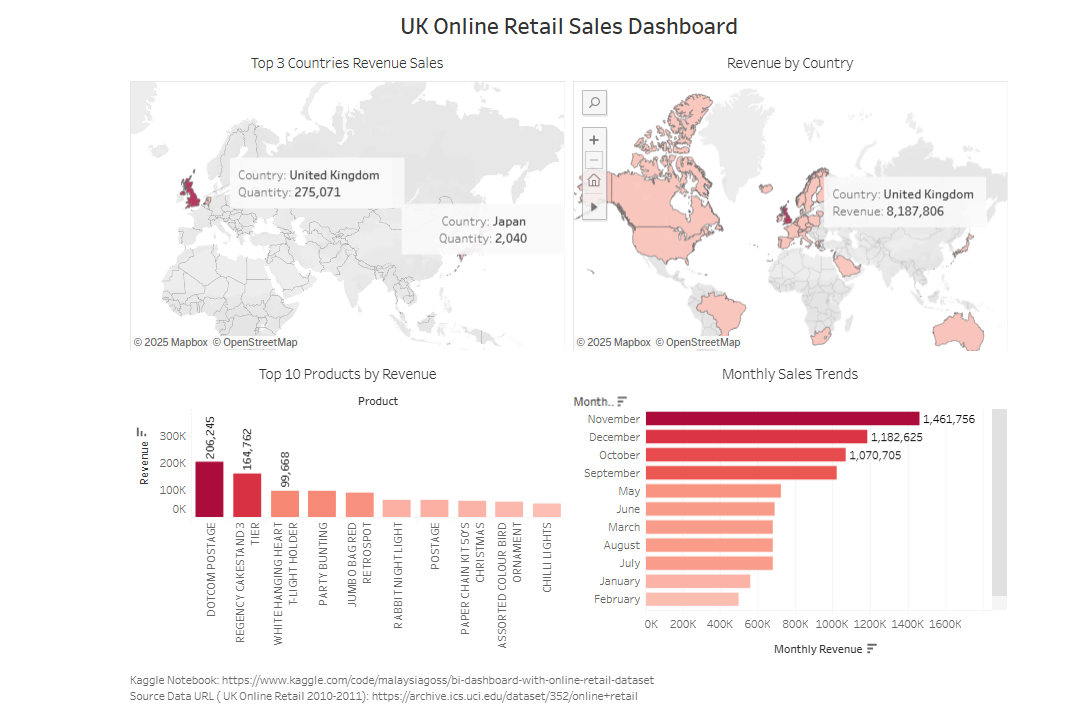 UK Online Retail Sales Dashboard
Top 3 Countries Revenue Sales
Country: United Kingdom
Quantity: 275,071
Country: Japan
Quantity: 2,040
© 2025 Mapbox © OpenStreetMap
Revenue by Country
Country: United Kingdom
Revenue: 8,187,806
© 2025 Mapbox © OpenStreetMap
Top 10 Products by Revenue
Product
Revenue
300K
200K
100K
0K
206,245
164,762
99,668
DOTCOM POSTAGE
REGENCY CAKESTAND 3
TIER
WHITE HANGING HEART
T-LIGHT HOLDER
PARTY BUNTING
JUMBO BAG RED
RETROSPOT
RABBIT NIGHT LIGHT
POSTAGE
PAPER CHAIN KIT 50'S
CHRISTMAS
ASSORTED COLOUR BIRD
ORNAMENT
CHILLI LIGHTS
Monthly Sales Trends
Month..
November 1,461,756
December 1,182,625
October 1,070,705
September
May
June
March
August
July
January
February
0K 200K 400K 600K 800K 1000K 1200K 1400K 1600K
Monthly Revenue
Kaggle Notebook: https://www.kaggle.com/code/malaysiagoss/bi-dashboard-with-online-retail-dataset
Source Data URL ( UK Online Retail 2010-2011): https://archive.ics.uci.edu/dataset/352/online+retail